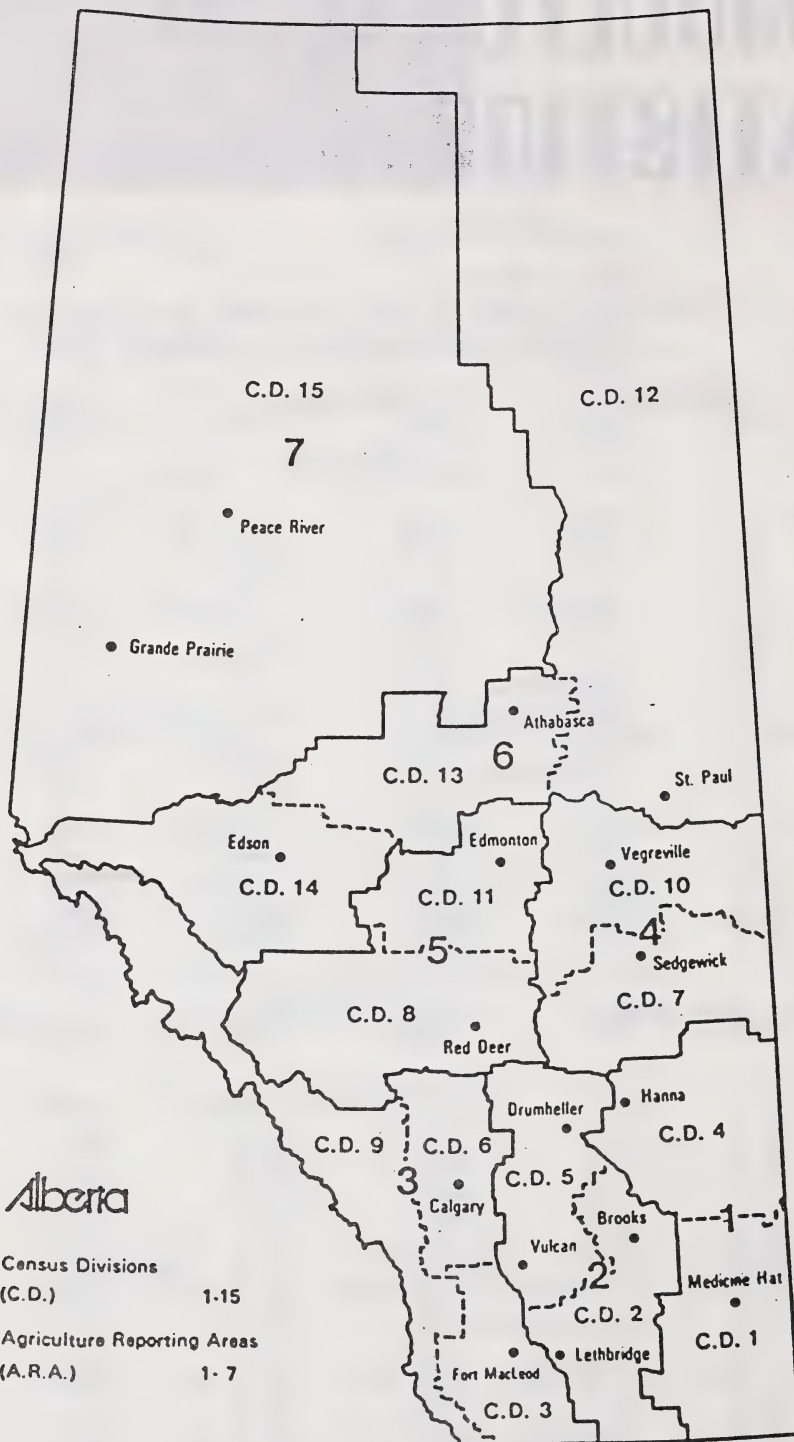 C.D. 15
C.D. 12
7
Peace River
Grande Prairie
Athabasca
6
C.D. 13
St. Paul
Edson
C.D. 14
Edmonton
C.D. 11
Vegreville
C.D. 10
5
4
Sedgewick
C.D. 7
C.D. 8
Red Deer
Drumheller
Hanna
C.D. 4
C.D. 9
C.D. 6
3
Calgary
C.D. 5
Brooks
1
Vulcan
2
Medicine Hat
C.D. 2
C.D. 1
Fort MacLeod
Lethbridge
C.D. 3
Alberta
Census Divisions
(C.D.) 1-15
Agriculture Reporting Areas
(A.R.A.) 1-7